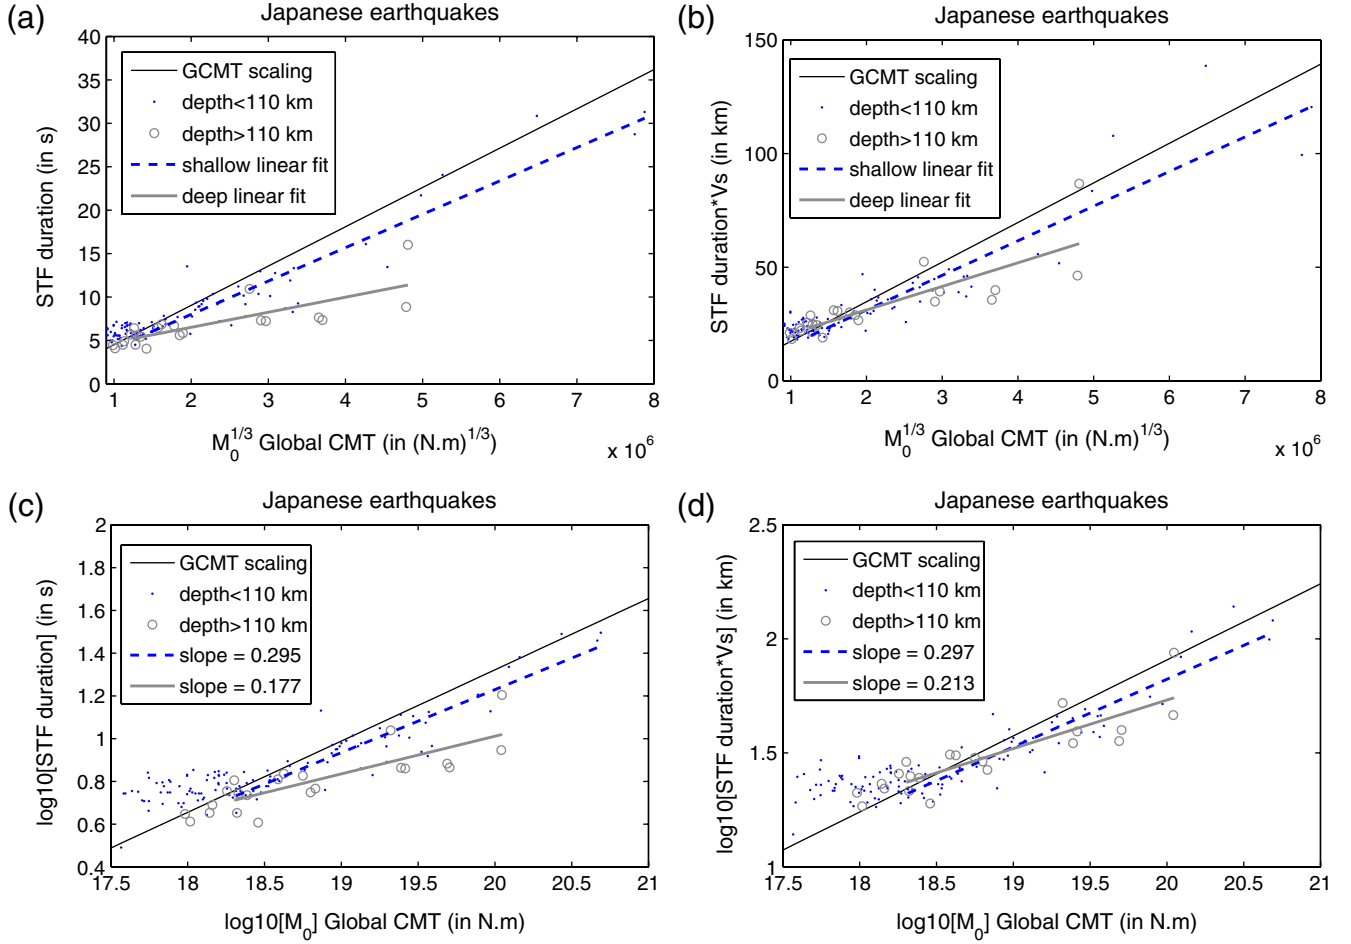 (a)
Japanese earthquakes
40
35
30
25
20
15
10
5
0
GCMT scaling
depth<110 km
depth>110 km
shallow linear fit
deep linear fit
STF duration (in s)
1 2 3 4 5 6 7 8
M_0^{1/3} Global CMT (in (N.m)^{1/3})
x 10^6
(b)
Japanese earthquakes
150
100
50
0
GCMT scaling
depth<110 km
depth>110 km
shallow linear fit
deep linear fit
STF duration*Vs (in km)
1 2 3 4 5 6 7 8
M_0^{1/3} Global CMT (in (N.m)^{1/3})
x 10^6
(c)
Japanese earthquakes
2
1.8
1.6
1.4
1.2
1
0.8
0.6
0.4
GCMT scaling
depth<110 km
depth>110 km
slope = 0.295
slope = 0.177
log10[STF duration] (in s)
17.5 18 18.5 19 19.5 20 20.5 21
log10[M_0] Global CMT (in N.m)
(d)
Japanese earthquakes
2.5
2
1.5
1
GCMT scaling
depth<110 km
depth>110 km
slope = 0.297
slope = 0.213
log10[STF duration*Vs] (in km)
17.5 18 18.5 19 19.5 20 20.5 21
log10[M_0] Global CMT (in N.m)